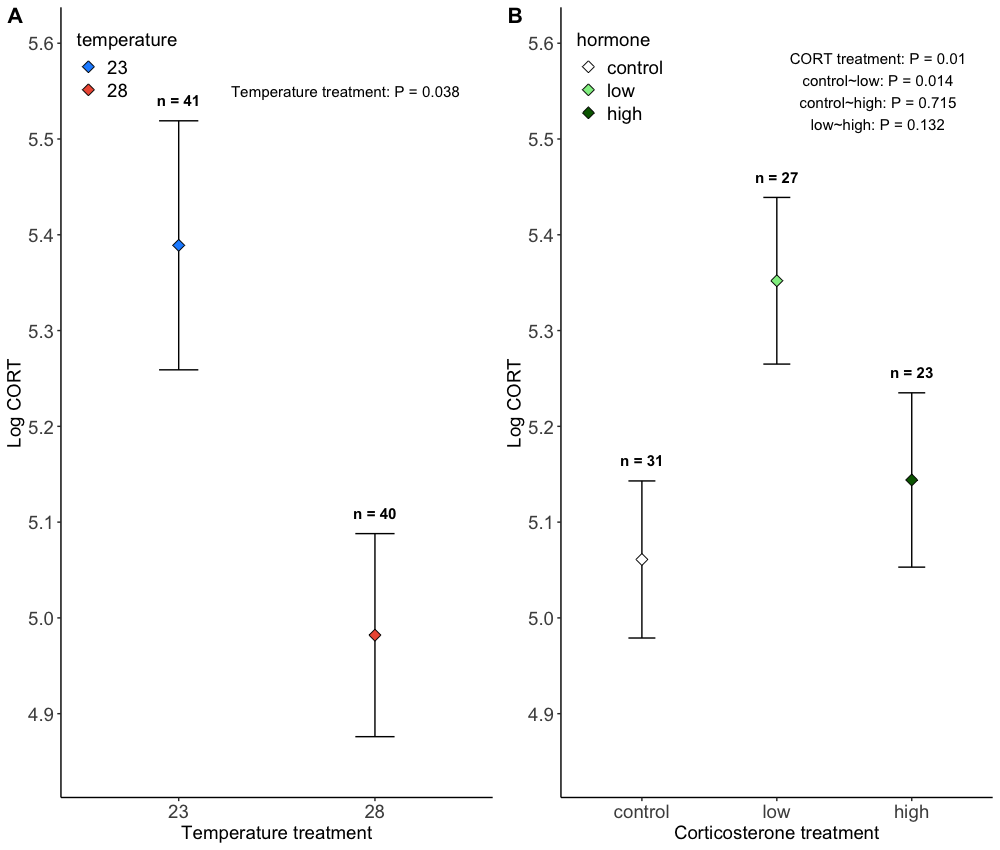 A
temperature
23
28
Temperature treatment: P = 0.038
n = 41
n = 40
5.6
5.5
5.4
5.3
5.2
5.1
5.0
4.9
Log CORT
23
28
Temperature treatment
B
hormone
control
low
high
CORT treatment: P = 0.01
control~low: P = 0.014
control~high: P = 0.715
low~high: P = 0.132
n = 27
n = 23
n = 31
5.6
5.5
5.4
5.3
5.2
5.1
5.0
4.9
Log CORT
control
low
high
Corticosterone treatment